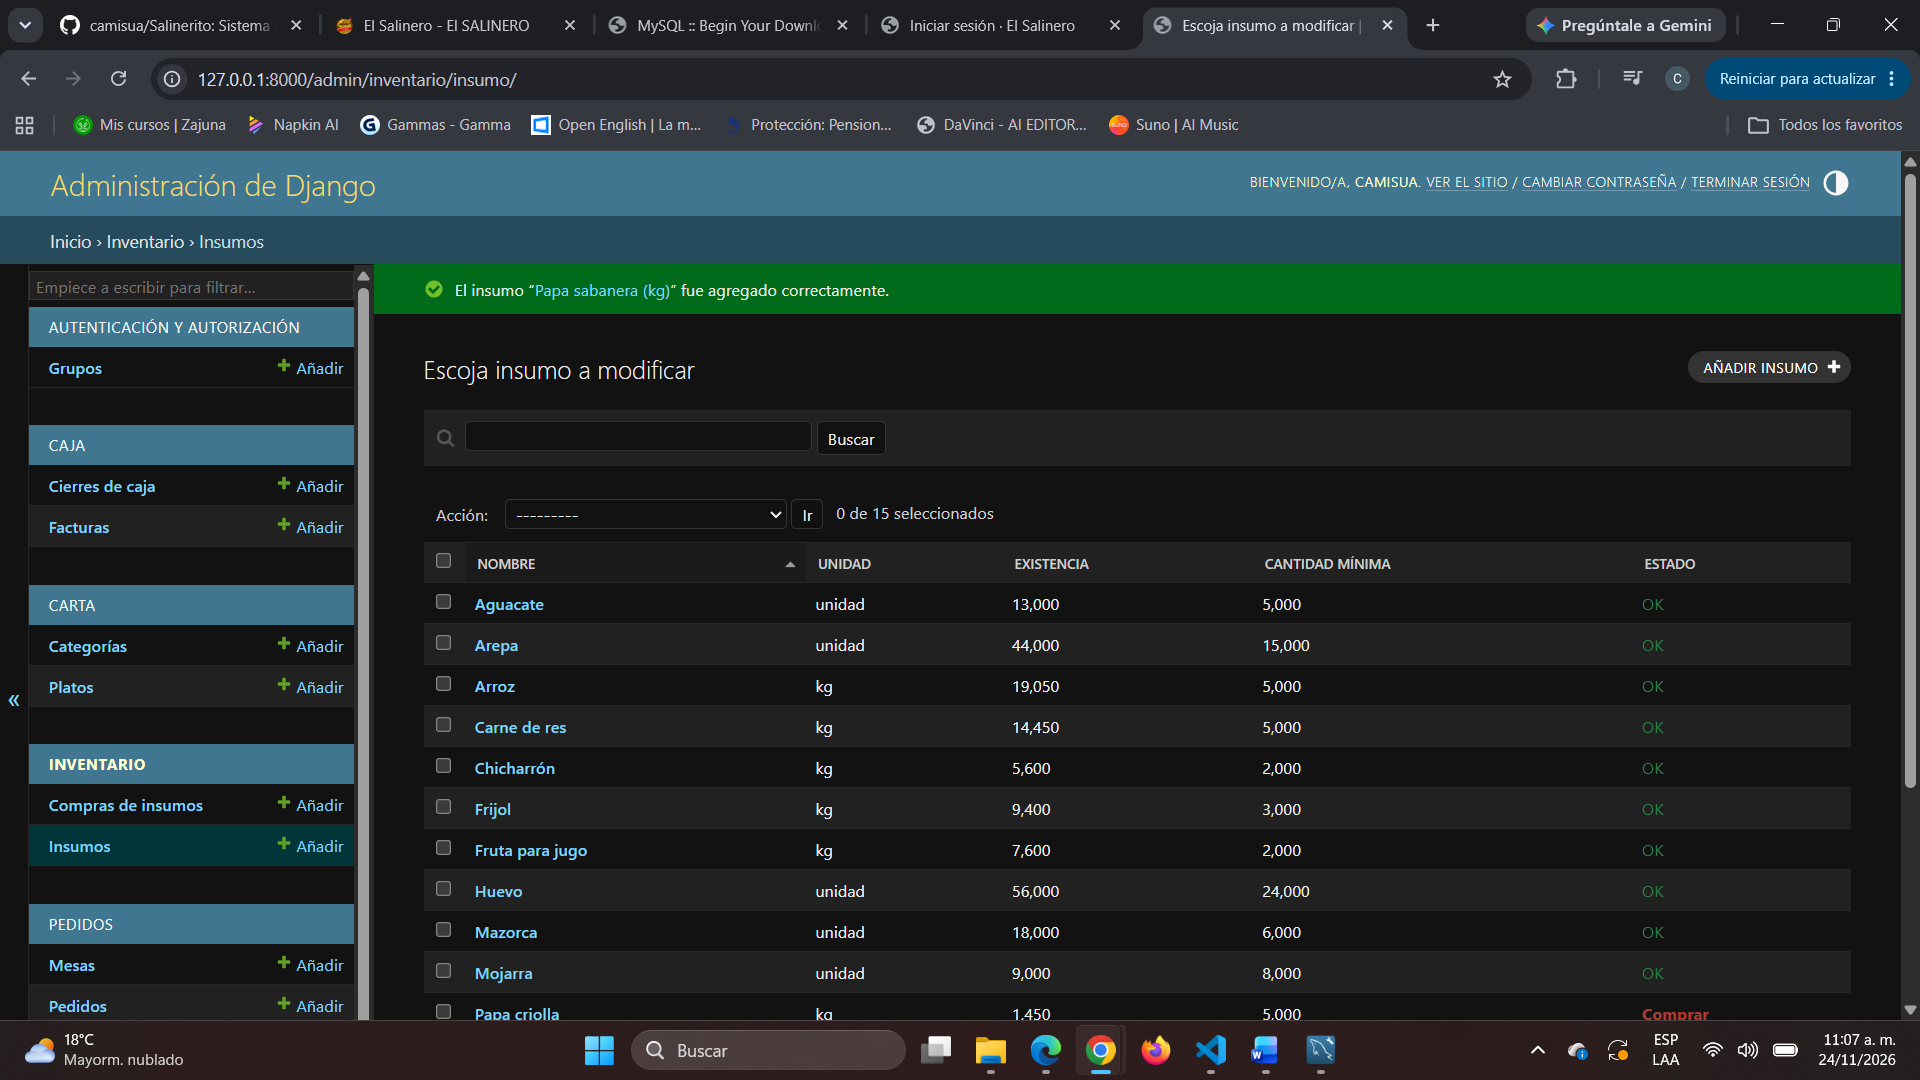 camisua/Salinerito: Sistema
El Salinero - El SALINERO
MySQL :: Begin Your Downl
Iniciar sesión · El Salinero
Escoja insumo a modificar |
Pregúntale a Gemini
127.0.0.1:8000/admin/inventario/insumo/
C
Reiniciar para actualizar
Mis cursos | Zajuna
Napkin AI
Gammas - Gamma
Open English | La m...
Protección: Pension...
DaVinci - AI EDITOR...
Suno | AI Music
Todos los favoritos
Administración de Django
BIENVENIDO/A, CAMISUA. VER EL SITIO / CAMBIAR CONTRASEÑA / TERMINAR SESIÓN
Inicio › Inventario › Insumos
Empiece a escribir para filtrar...
AUTENTICACIÓN Y AUTORIZACIÓN
Grupos + Añadir
CAJA
Cierres de caja + Añadir
Facturas + Añadir
CARTA
Categorías + Añadir
Platos + Añadir
«
INVENTARIO
Compras de insumos + Añadir
Insumos + Añadir
PEDIDOS
Mesas + Añadir
Pedidos + Añadir
El insumo “Papa sabanera (kg)” fue agregado correctamente.
Escoja insumo a modificar
AÑADIR INSUMO +
Buscar
Acción: --------- Ir 0 de 15 seleccionados
NOMBRE UNIDAD EXISTENCIA CANTIDAD MÍNIMA ESTADO
Aguacate unidad 13,000 5,000 OK
Arepa unidad 44,000 15,000 OK
Arroz kg 19,050 5,000 OK
Carne de res kg 14,450 5,000 OK
Chicharrón kg 5,600 2,000 OK
Frijol kg 9,400 3,000 OK
Fruta para jugo kg 7,600 2,000 OK
Huevo unidad 56,000 24,000 OK
Mazorca unidad 18,000 6,000 OK
Mojarra unidad 9,000 8,000 OK
Papa criolla kg 1,450 5,000 Comprar
18°C
Mayorm. nublado
Buscar
ESP
LAA
11:07 a. m.
24/11/2026